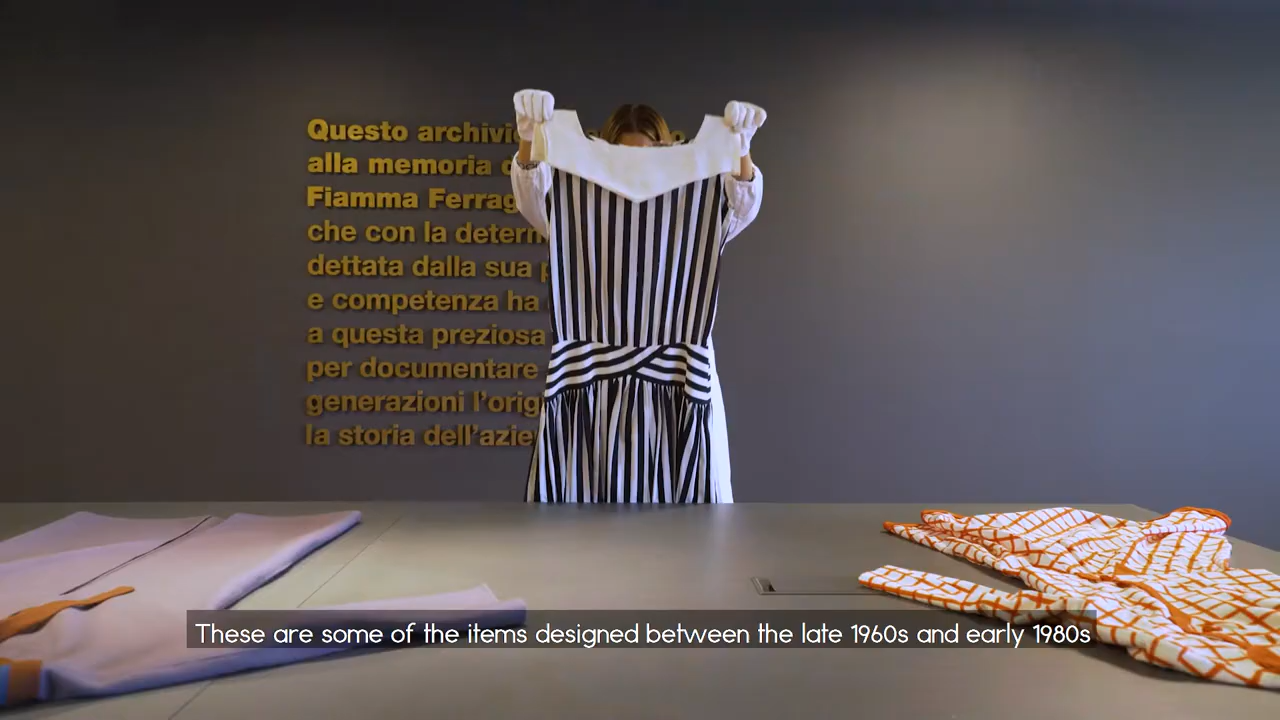 Questo archivi
alla memoria
Fiamma Ferrag
che con la determ
dettata dalla sua p
e competenza ha
a questa preziosa
per documentare
generazioni l'orig
la storia dell'azie
These are some of the items designed between the late 1960s and early 1980s